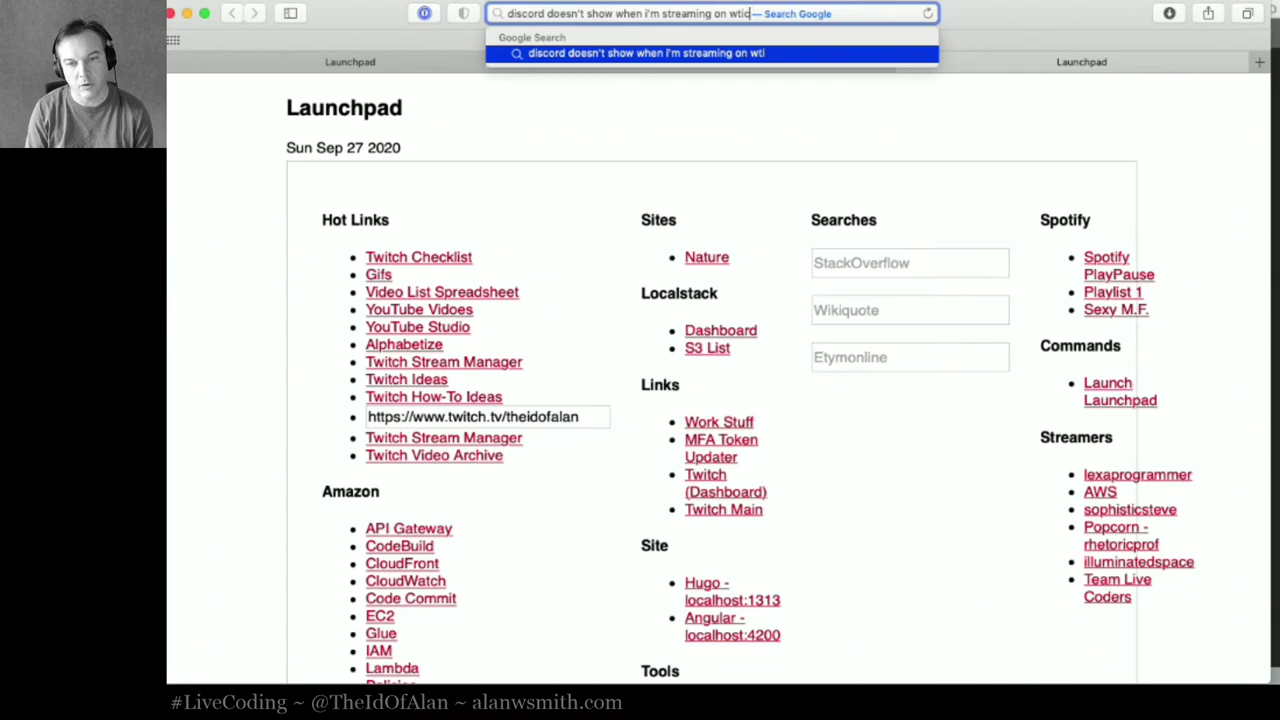 discord doesn't show when i'm streaming on wtic — Search Google
Google Search
discord doesn't show when i'm streaming on wti
Launchpad
Launchpad
Launchpad
Sun Sep 27 2020
Hot Links
Twitch Checklist
Gifs
Video List Spreadsheet
YouTube Vidoes
YouTube Studio
Alphabetize
Twitch Stream Manager
Twitch Ideas
Twitch How-To Ideas
https://www.twitch.tv/theidofalan
Twitch Stream Manager
Twitch Video Archive
Amazon
API Gateway
CodeBuild
CloudFront
CloudWatch
Code Commit
EC2
Glue
IAM
Lambda
Sites
Nature
Localstack
Dashboard
S3 List
Links
Work Stuff
MFA Token
Updater
Twitch
(Dashboard)
Twitch Main
Site
Hugo -
localhost:1313
Angular -
localhost:4200
Tools
Searches
StackOverflow
Wikiquote
Etymonline
Spotify
Spotify
PlayPause
Playlist 1
Sexy M.F.
Commands
Launch
Launchpad
Streamers
lexaprogrammer
AWS
sophisticsteve
Popcorn -
rhetoricprof
illuminatedspace
Team Live
Coders
#LiveCoding ~ @TheIdOfAlan ~ alanwsmith.com